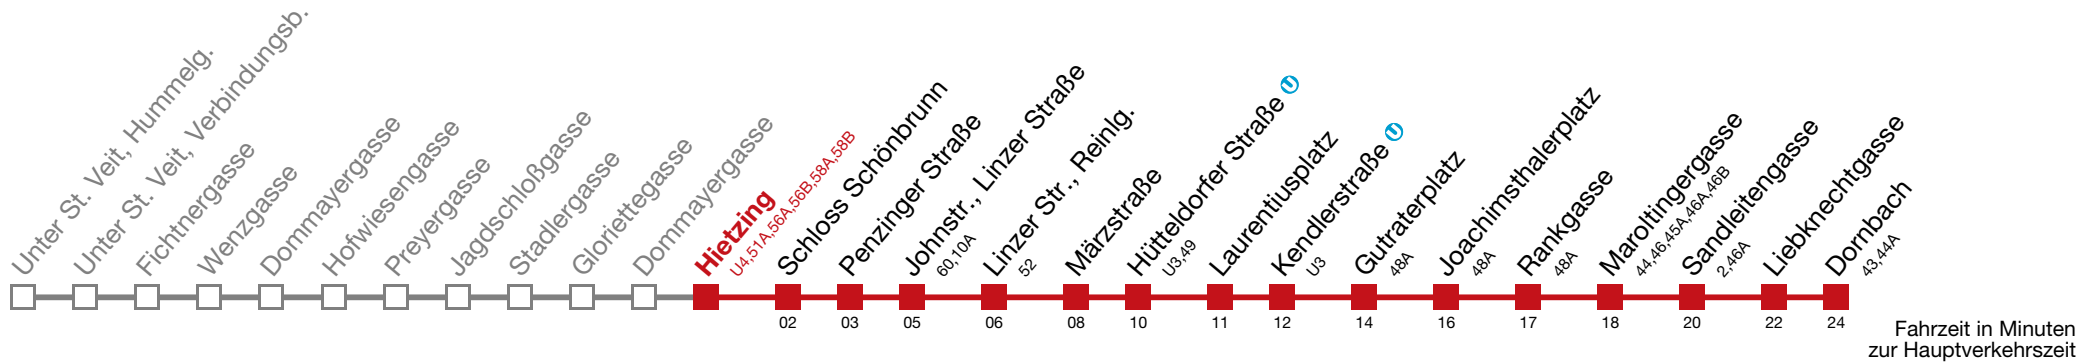 Unter St. Veit, Hummelg.
Unter St. Veit, Verbindungsb.
Fichtnergasse
Wenzgasse
Dommayergasse
Hofwiesengasse
Preyergasse
Jagdschloßgasse
Stadlergasse
Gloriettegasse
Dommayergasse
Hietzing
U4,51A,56A,56B,58A,58B
Schloss Schönbrunn
02
Penzinger Straße
03
Johnstr., Linzer Straße
60,10A
05
Linzer Str., Reinlg.
52
06
Märzstraße
08
Hütteldorfer Straße
U3,49
10
Laurentiusplatz
11
Kendlerstraße
U3
12
Gutraterplatz
48A
14
Joachimsthalerplatz
48A
16
Rankgasse
48A
17
Maroltingergasse
44,46,45A,46A,46B
18
Sandleitengasse
2,46A
20
Liebknechtgasse
22
Dornbach
43,44A
24
Fahrzeit in Minuten
zur Hauptverkehrszeit